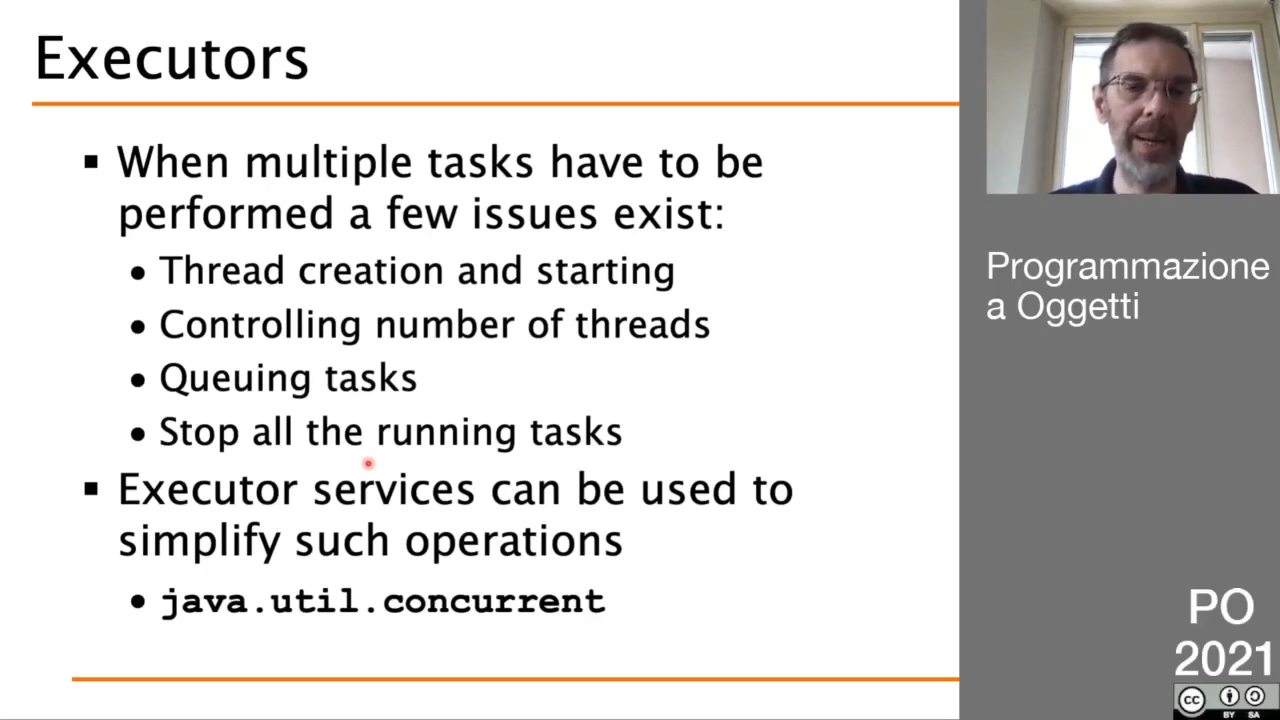 Executors
When multiple tasks have to be
performed a few issues exist:
Thread creation and starting
Controlling number of threads
Queuing tasks
Stop all the running tasks
Executor services can be used to
simplify such operations
java.util.concurrent
Programmazione
a Oggetti
PO
2021
cc
BY SA